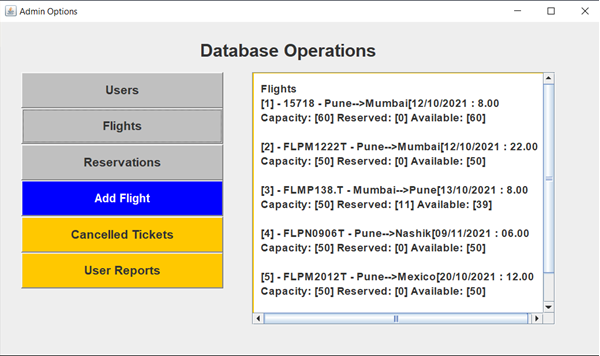 Admin Options
Database Operations
Users
Flights
Reservations
Add Flight
Cancelled Tickets
User Reports
Flights
[1] - 15718 - Pune-->Mumbai[12/10/2021 : 8.00
Capacity: [60] Reserved: [0] Available: [60]
[2] - FLPM1222T - Pune-->Mumbai[12/10/2021 : 22.00
Capacity: [50] Reserved: [0] Available: [50]
[3] - FLMP138.T - Mumbai-->Pune[13/10/2021 : 8.00
Capacity: [50] Reserved: [11] Available: [39]
[4] - FLPN0906T - Pune-->Nashik[09/11/2021 : 06.00
Capacity: [50] Reserved: [0] Available: [50]
[5] - FLPM2012T - Pune-->Mexico[20/10/2021 : 12.00
Capacity: [50] Reserved: [0] Available: [50]